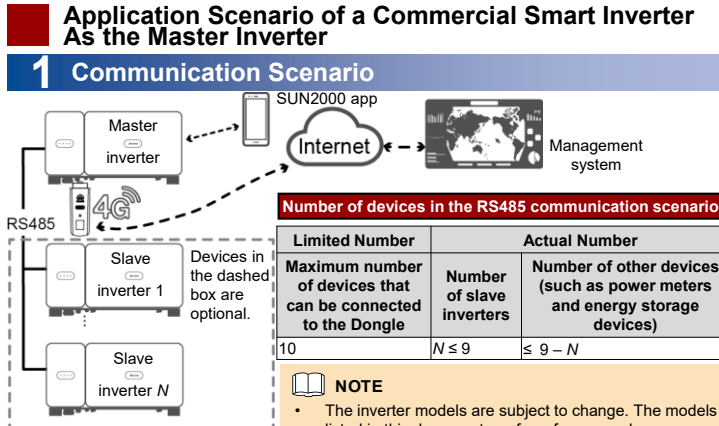 Application Scenario of a Commercial Smart Inverter
As the Master Inverter
1 Communication Scenario
SUN2000 app
Master
inverter
Internet
Management
system
4G
RS485
Number of devices in the RS485 communication scenario
Limited Number
Actual Number
Maximum number
of devices that
can be connected
to the Dongle
Number
of slave
inverters
Number of other devices
(such as power meters
and energy storage
devices)
10
N ≤ 9
≤ 9 – N
Slave
inverter 1
Devices in
the dashed
box are
optional.
Slave
inverter N
NOTE
• The inverter models are subject to change. The models